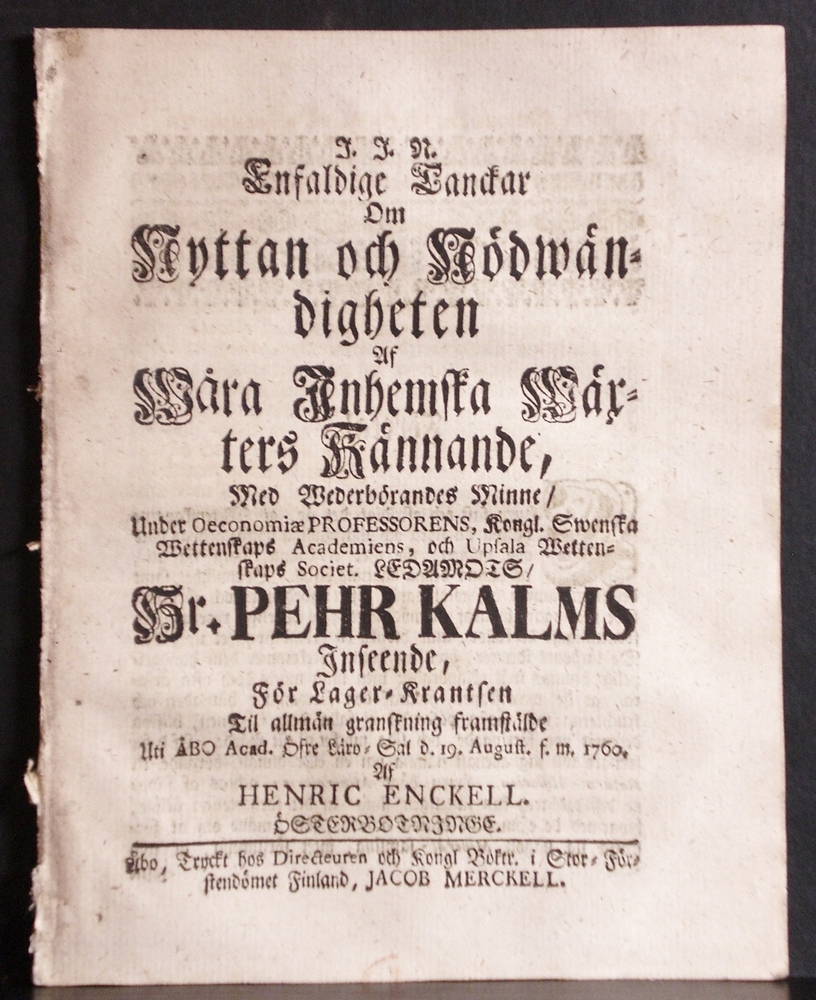 J. J. N.
Enfaldige Tanckar
Om
Nyttan och Nödwän-
digheten
Af
Wåra Inhemska Wäx-
ters Kännande,
Med Wederbörandes Minne/
Under Oeconomiæ PROFESSORENS, Kongl. Swenska
Wettenskaps Academiens, och Upsala Wetten-
skaps Societ. LEDAMOTS/
Hr. PEHR KALMS
Inseende,
För Lager-Krantsen
Til allmän granskning framstälde
Uti ÅBO Acad. Öfre Läro-Sal d. 19. August. f. m. 1760.
Af
HENRIC ENCKELL.
ÖSTERBOTNINGE.
Åbo, Tryckt hos Directeuren och Kongl Boktr. i Stor-För-
stendömet Finland, JACOB MERCKELL.